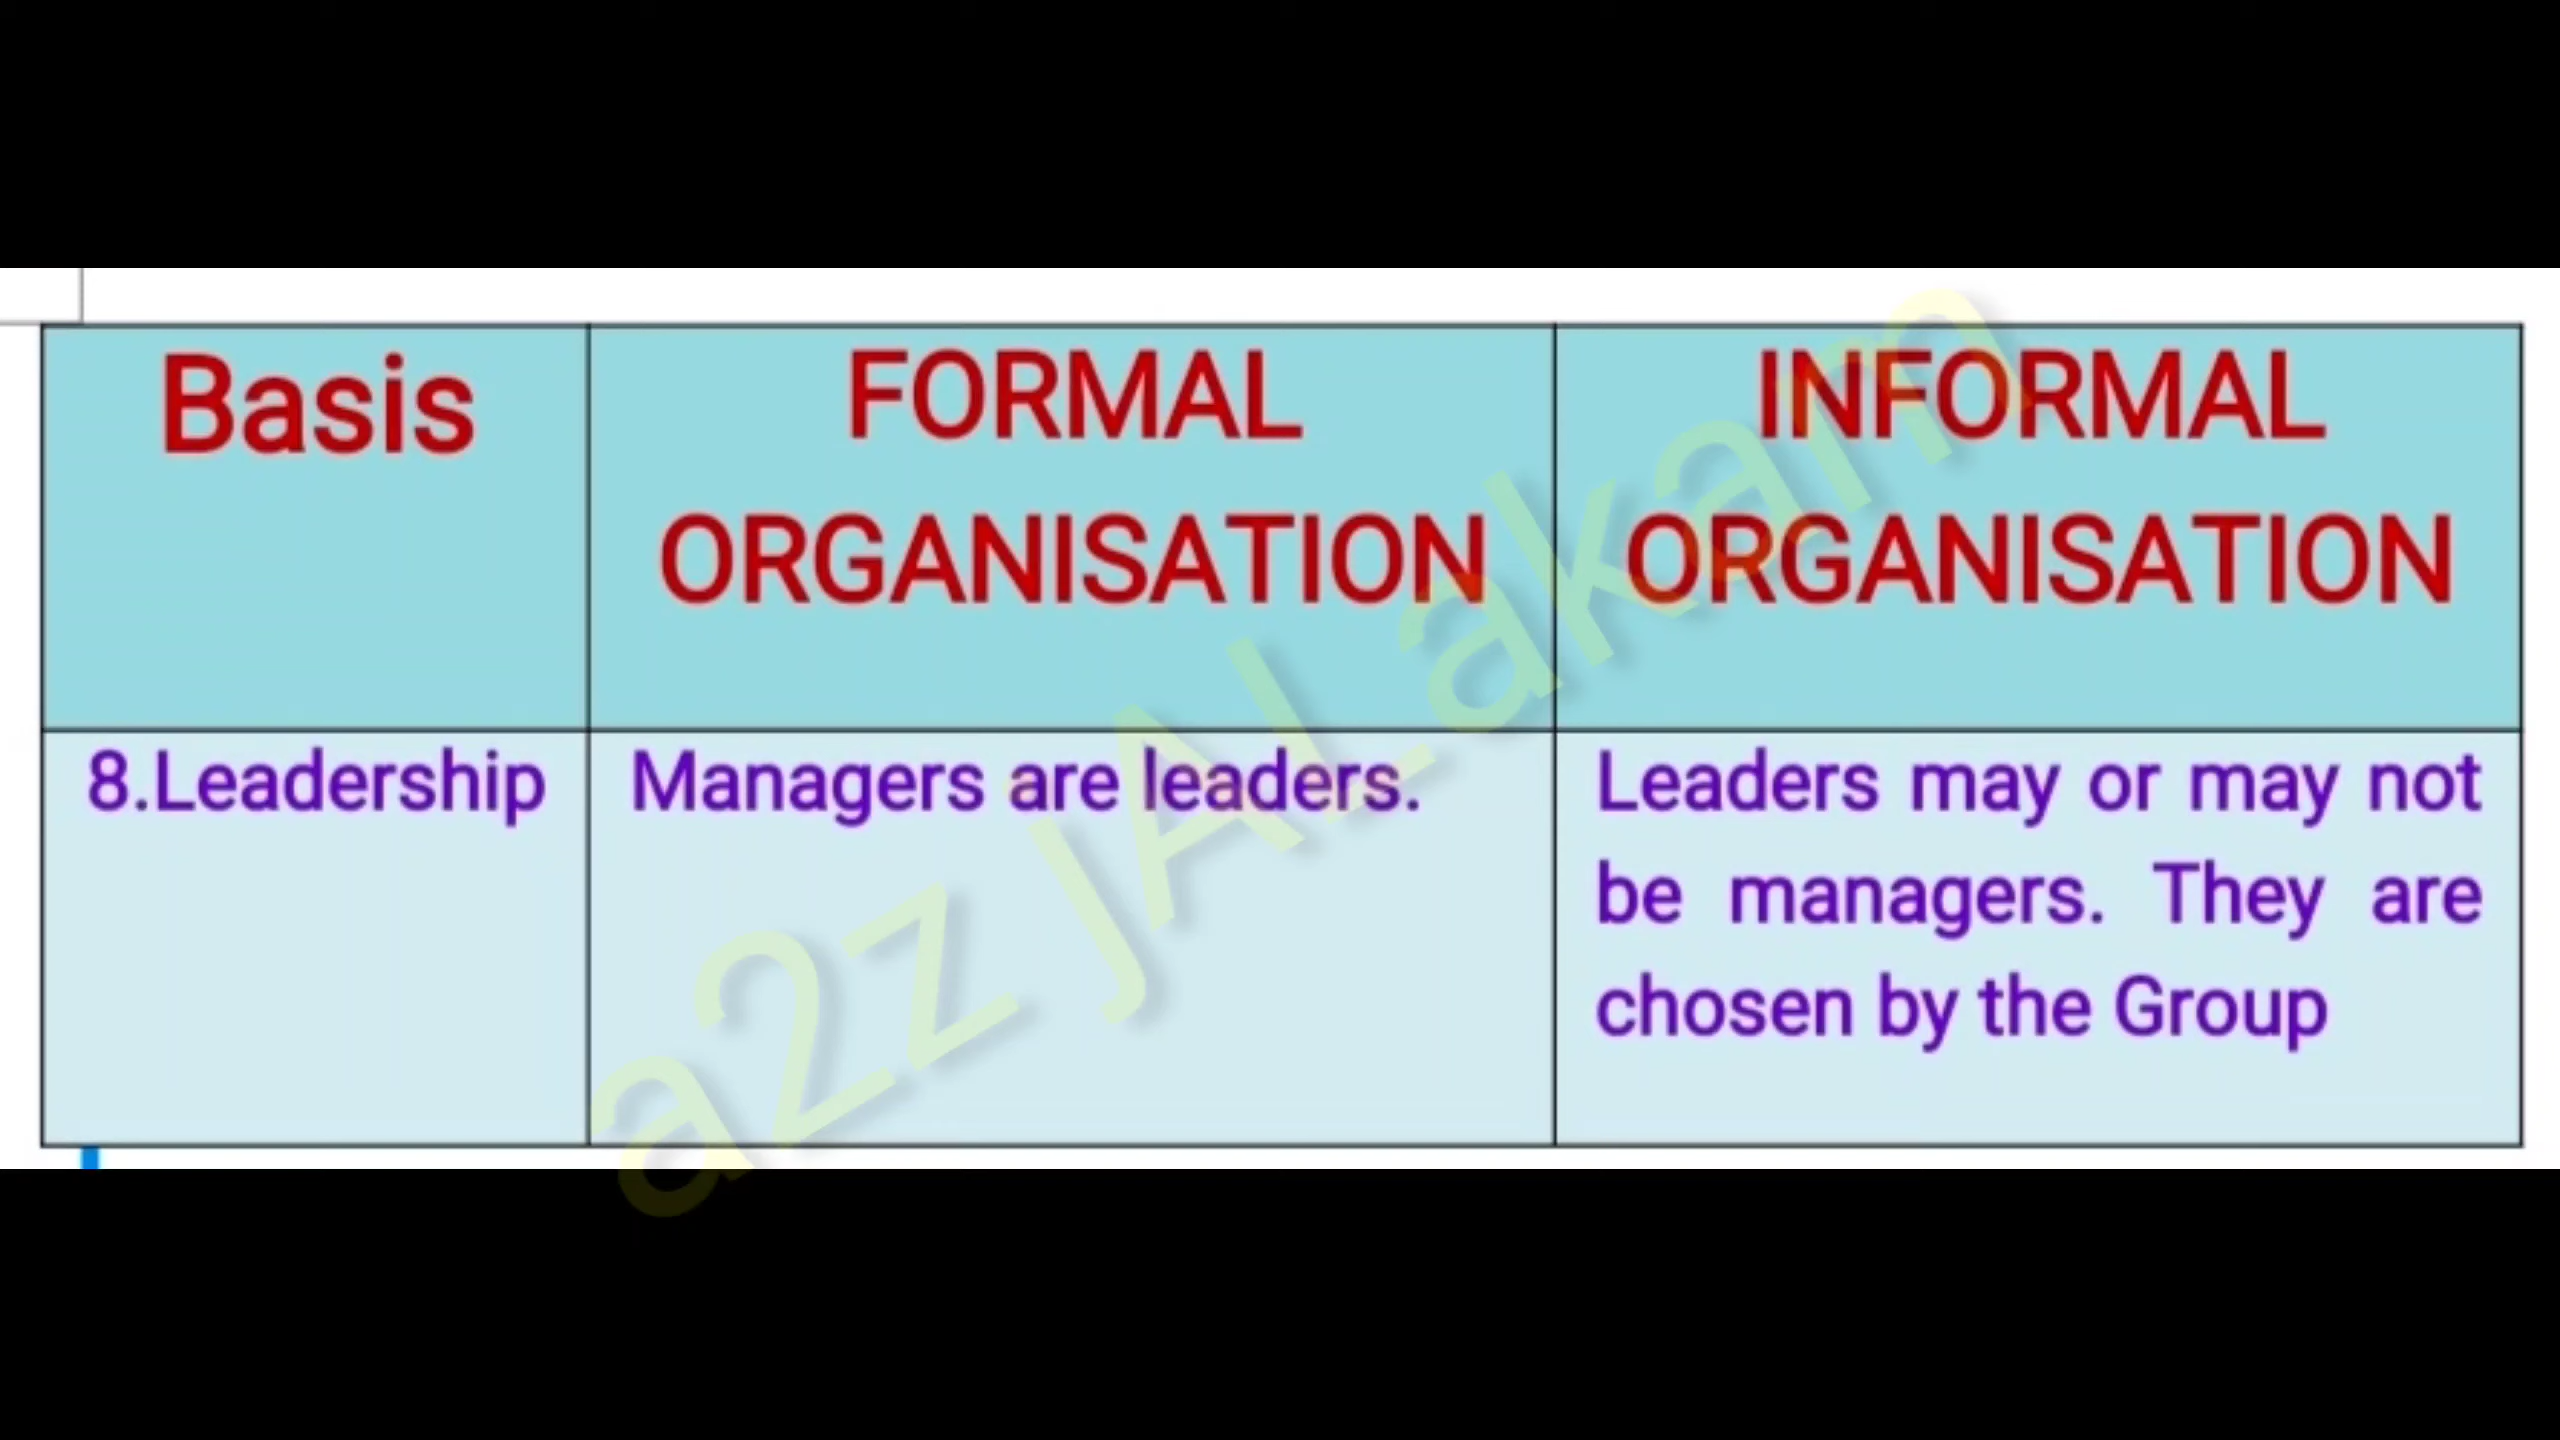 Basis
FORMAL
ORGANISATION
INFORMAL
ORGANISATION
8.Leadership
Managers are leaders.
Leaders may or may not
be managers. They are
chosen by the Group
a2z jAI_akam